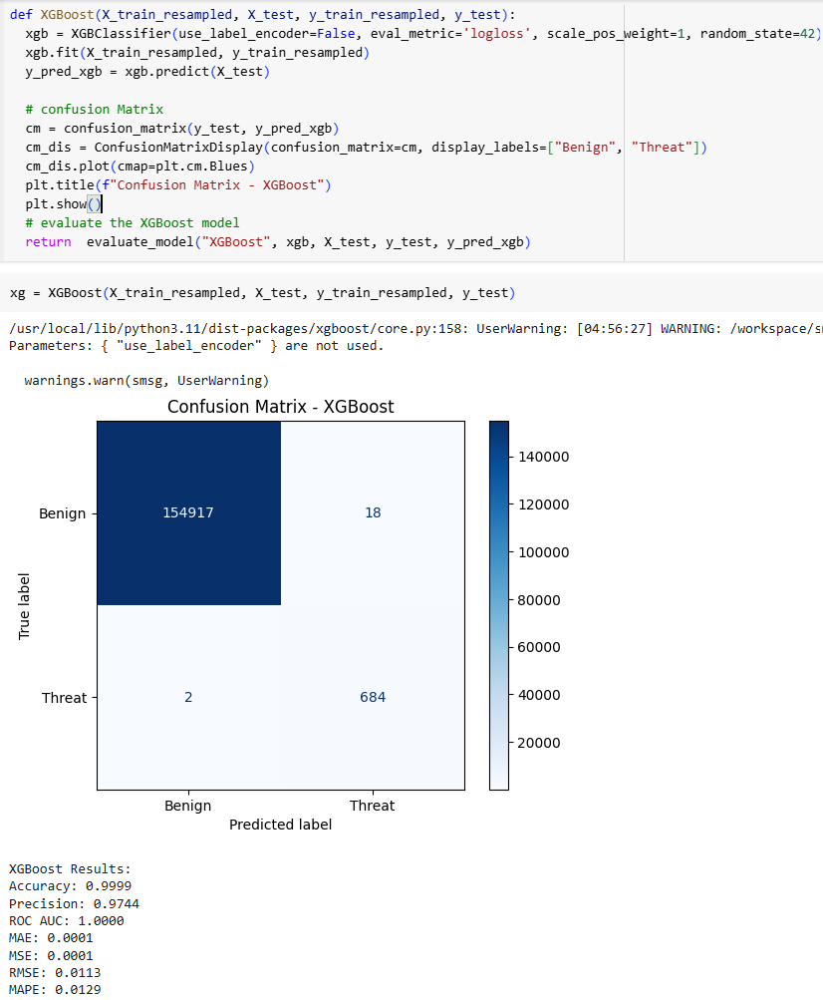 def XGBoost(X_train_resampled, X_test, y_train_resampled, y_test):
xgb = XGBClassifier(use_label_encoder=False, eval_metric='logloss', scale_pos_weight=1, random_state=42)
xgb.fit(X_train_resampled, y_train_resampled)
y_pred_xgb = xgb.predict(X_test)
# confusion Matrix
cm = confusion_matrix(y_test, y_pred_xgb)
cm_dis = ConfusionMatrixDisplay(confusion_matrix=cm, display_labels=["Benign", "Threat"])
cm_dis.plot(cmap=plt.cm.Blues)
plt.title(f"Confusion Matrix - XGBoost")
plt.show()
# evaluate the XGBoost model
return  evaluate_model("XGBoost", xgb, X_test, y_test, y_pred_xgb)
xg = XGBoost(X_train_resampled, X_test, y_train_resampled, y_test)
/usr/local/lib/python3.11/dist-packages/xgboost/core.py:158: UserWarning: [04:56:27] WARNING: /workspace/
Parameters: { "use_label_encoder" } are not used.
warnings.warn(smsg, UserWarning)
Confusion Matrix - XGBoost
140000
120000
100000
80000
60000
40000
20000
True label
Benign
154917
18
Threat
2
684
Benign
Threat
Predicted label
XGBoost Results:
Accuracy: 0.9999
Precision: 0.9744
ROC AUC: 1.0000
MAE: 0.0001
MSE: 0.0001
RMSE: 0.0113
MAPE: 0.0129